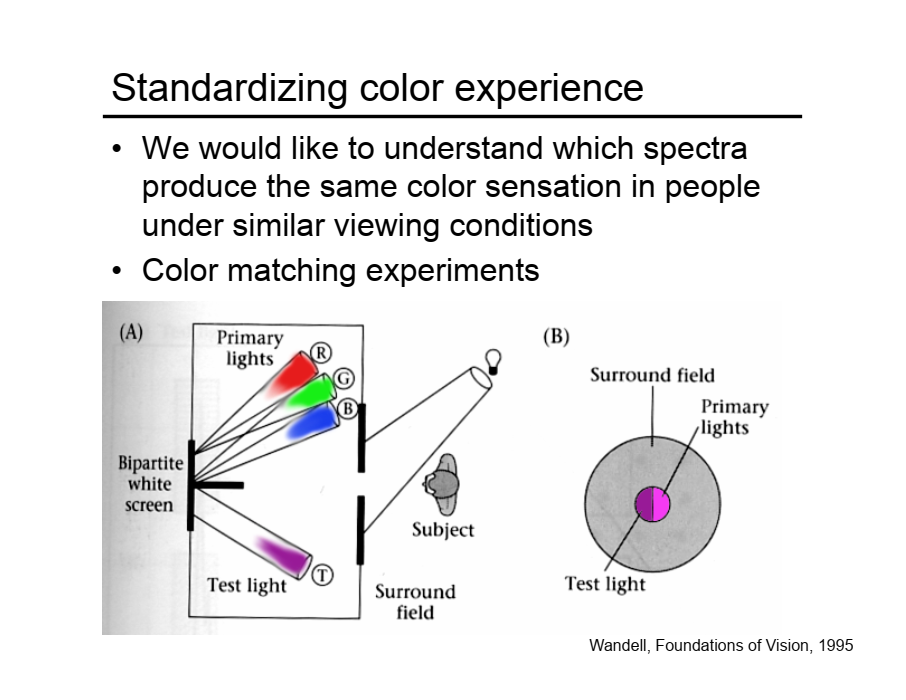 Standardizing color experience
• We would like to understand which spectra
produce the same color sensation in people
under similar viewing conditions
• Color matching experiments
(A)
Primary
lights
R
G
B
Bipartite
white
screen
Subject
Test light
T
Surround
field
(B)
Surround field
Primary
lights
Test light
Wandell, Foundations of Vision, 1995